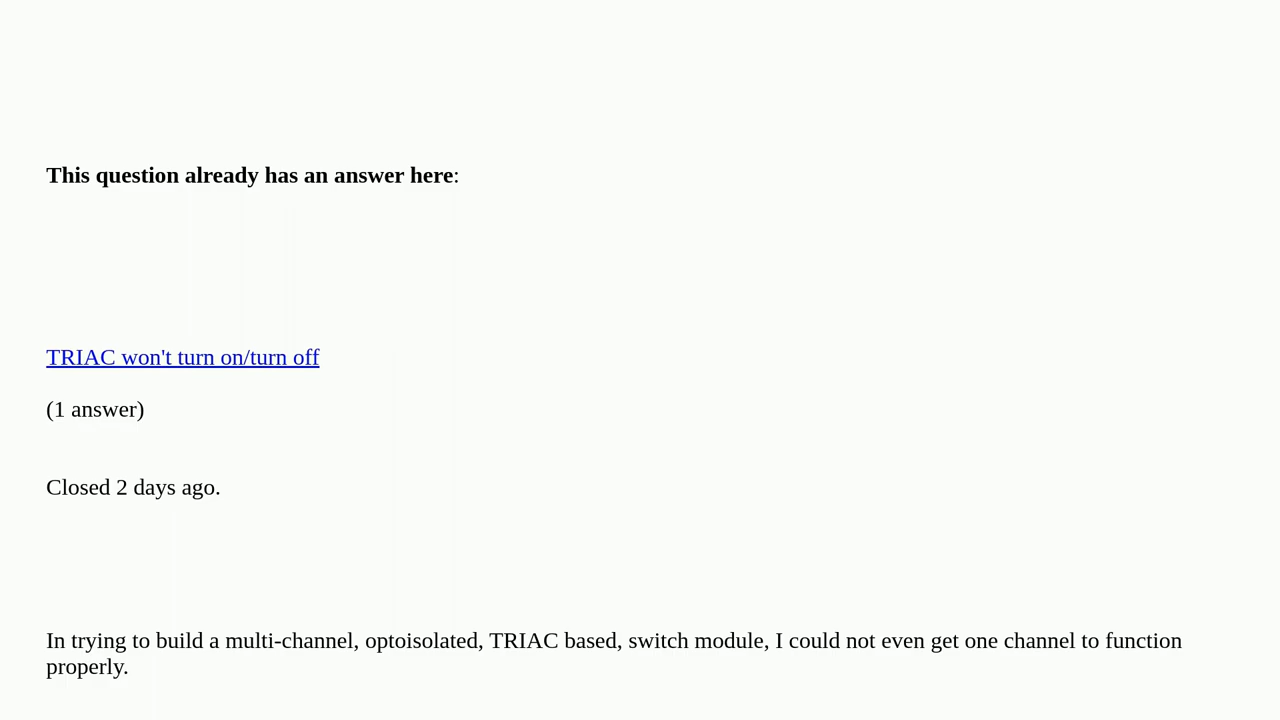 This question already has an answer here:
TRIAC won't turn on/turn off
(1 answer)
Closed 2 days ago.
In trying to build a multi-channel, optoisolated, TRIAC based, switch module, I could not even get one channel to function
properly.